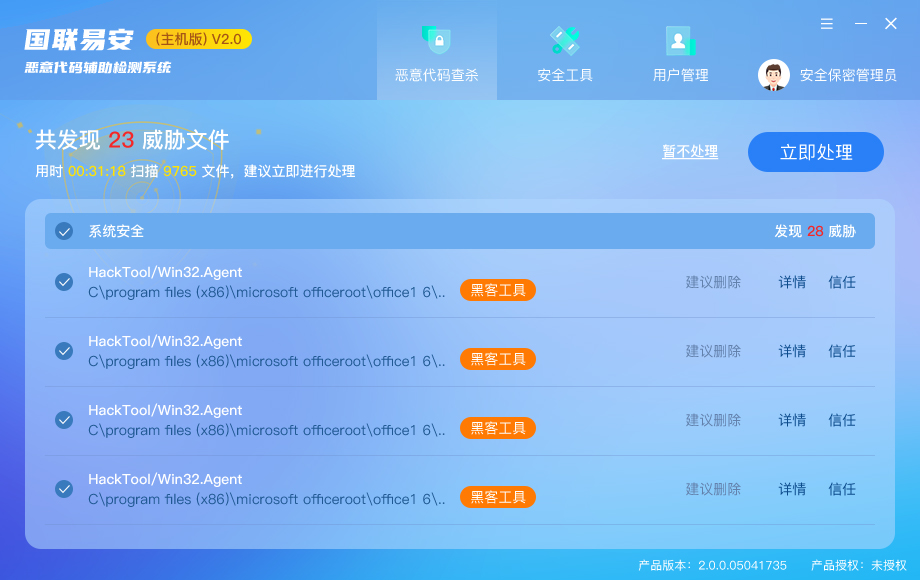 国联易安 (主机版) V2.0
恶意代码辅助检测系统
恶意代码查杀
安全工具
用户管理
安全保密管理员
共发现 23 威胁文件
用时 00:31:18 扫描 9765 文件，建议立即进行处理
暂不处理
立即处理
系统安全
发现 28 威胁
HackTool/Win32.Agent
C\program files (x86)\microsoft officeroot\office1 6\..
黑客工具
建议删除 详情 信任
HackTool/Win32.Agent
C\program files (x86)\microsoft officeroot\office1 6\..
黑客工具
建议删除 详情 信任
HackTool/Win32.Agent
C\program files (x86)\microsoft officeroot\office1 6\..
黑客工具
建议删除 详情 信任
HackTool/Win32.Agent
C\program files (x86)\microsoft officeroot\office1 6\..
黑客工具
建议删除 详情 信任
产品版本：2.0.0.05041735 产品授权：未授权